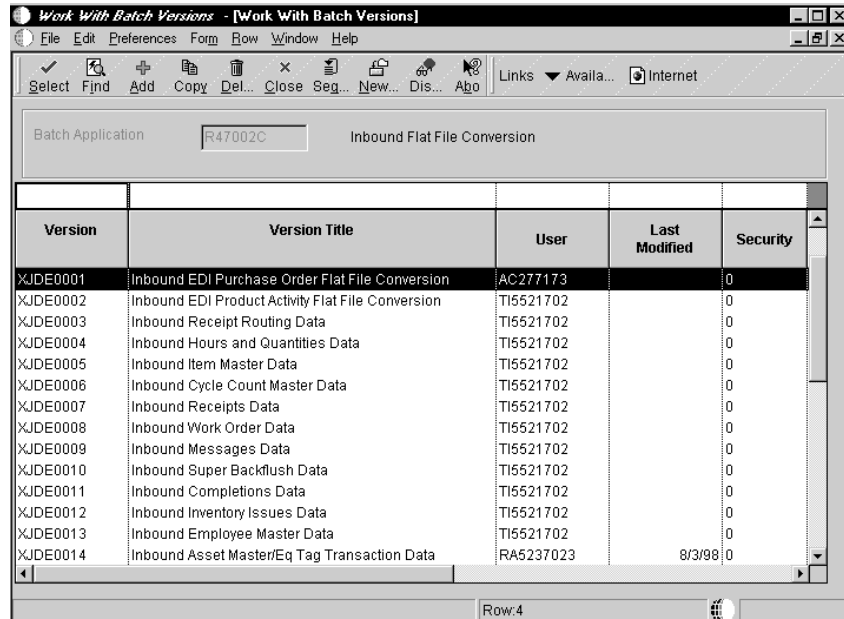 Work With Batch Versions - [Work With Batch Versions]
File Edit Preferences Form Row Window Help
Select Find Add Copy Del... Close Seq... New... Dis... Abo Links Availa... Internet
Batch Application R47002C Inbound Flat File Conversion
Version Version Title User Last Modified Security
XJDE0001 Inbound EDI Purchase Order Flat File Conversion AC277173 0
XJDE0002 Inbound EDI Product Activity Flat File Conversion TI5521702 0
XJDE0003 Inbound Receipt Routing Data TI5521702 0
XJDE0004 Inbound Hours and Quantities Data TI5521702 0
XJDE0005 Inbound Item Master Data TI5521702 0
XJDE0006 Inbound Cycle Count Master Data TI5521702 0
XJDE0007 Inbound Receipts Data TI5521702 0
XJDE0008 Inbound Work Order Data TI5521702 0
XJDE0009 Inbound Messages Data TI5521702 0
XJDE0010 Inbound Super Backflush Data TI5521702 0
XJDE0011 Inbound Completions Data TI5521702 0
XJDE0012 Inbound Inventory Issues Data TI5521702 0
XJDE0013 Inbound Employee Master Data TI5521702 0
XJDE0014 Inbound Asset Master/Eq Tag Transaction Data RA5237023 8/3/98 0
Row:4